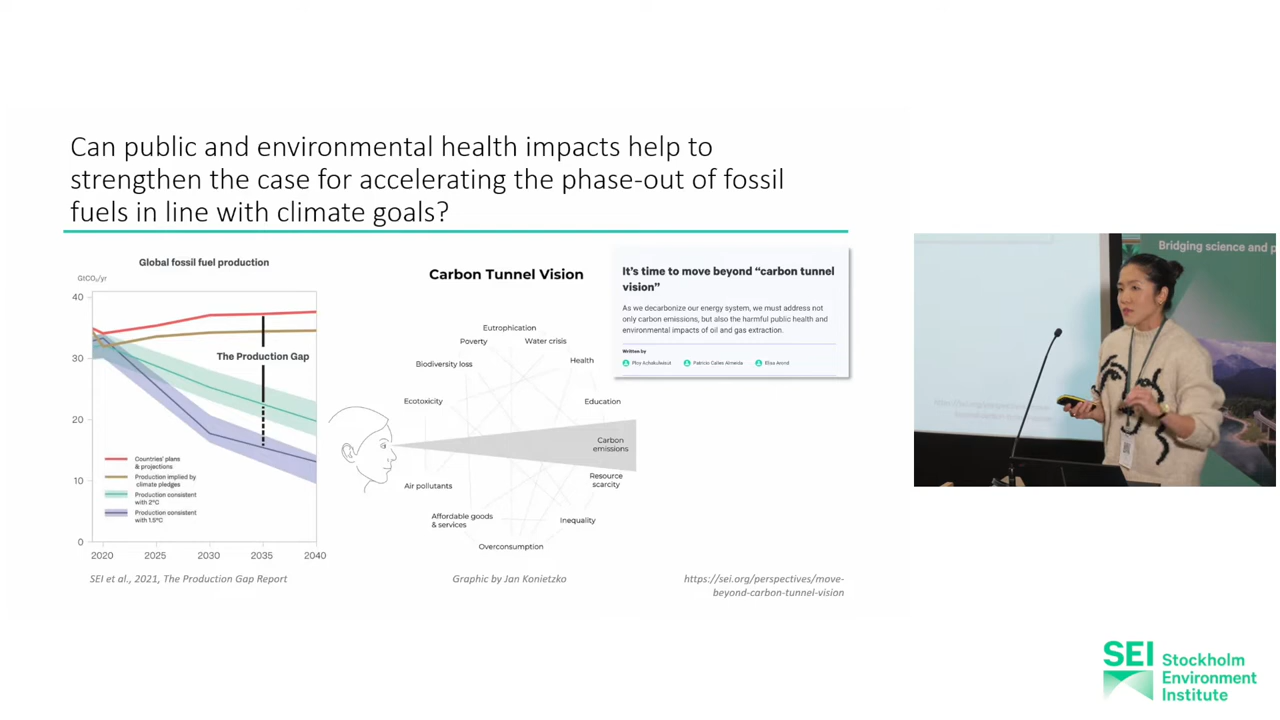 Can public and environmental health impacts help to
strengthen the case for accelerating the phase-out of fossil
fuels in line with climate goals?
Global fossil fuel production
GtCO₂/yr
40
30
20
10
0
2020
2025
2030
2035
2040
The Production Gap
Countries' plans
& projections
Production implied by
climate pledges
Production consistent
with 2°C
Production consistent
with 1.5°C
SEI et al., 2021, The Production Gap Report
Carbon Tunnel Vision
Eutrophication
Poverty
Water crisis
Biodiversity loss
Health
Ecotoxicity
Education
Carbon
emissions
Air pollutants
Resource
scarcity
Affordable goods
& services
Inequality
Overconsumption
Graphic by Jan Konietzko
It's time to move beyond "carbon tunnel
vision"
As we decarbonize our energy system, we must address not
only carbon emissions, but also the harmful public health and
environmental impacts of oil and gas extraction.
Written by
Ploy Achakulwisut
Patricio Calles Almeida
Elisa Arond
https://sei.org/perspectives/move-
beyond-carbon-tunnel-vision
Bridging science and p
SEI Stockholm
Environment
Institute